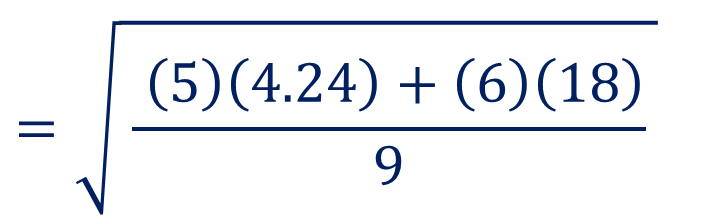 = √((5)(4.24) + (6)(18) / 9)